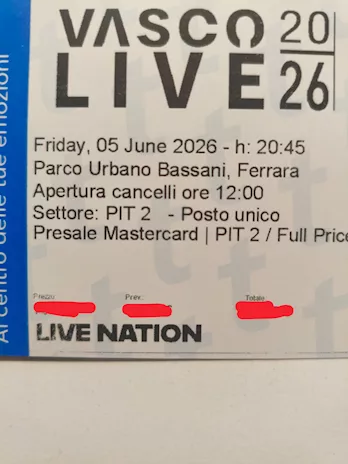 VASCO 20
LIVE 26
Friday, 05 June 2026 - h: 20:45
Parco Urbano Bassani, Ferrara
Apertura cancelli ore 12:00
Settore: PIT 2 - Posto unico
Presale Mastercard | PIT 2 / Full Price
Prezzo Prev. Totale
LIVE NATION
Al centro delle tue emozioni